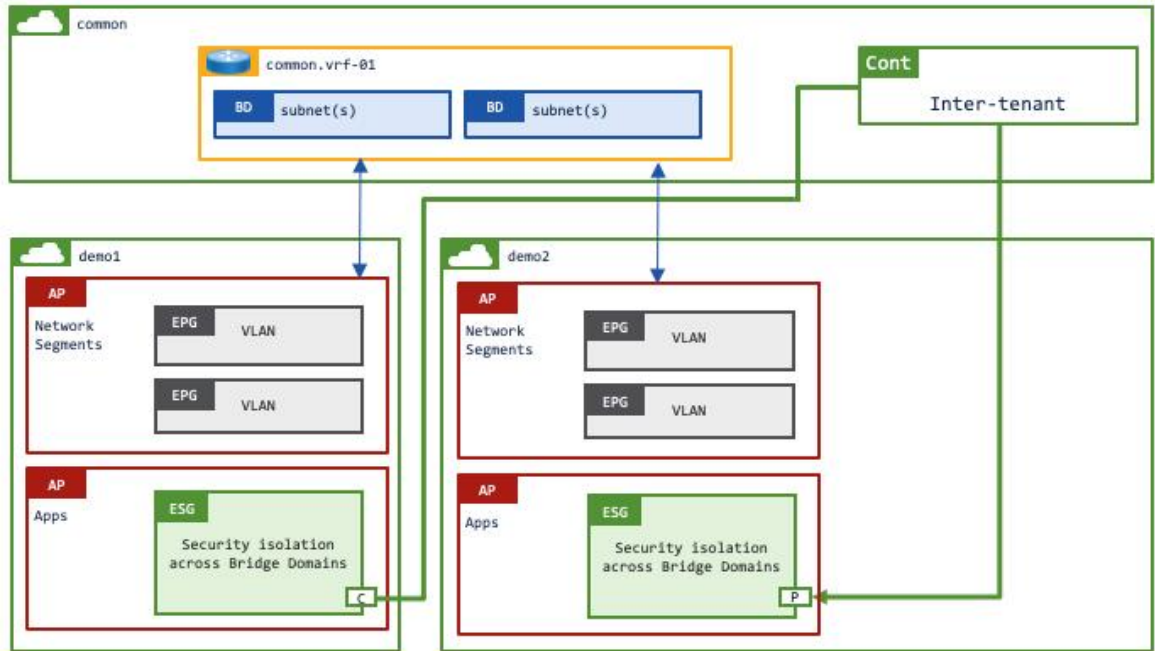 common
common.vrf-01
BD subnet(s)
BD subnet(s)
Cont
Inter-tenant
demo1
AP
Network
Segments
EPG VLAN
EPG VLAN
AP
Apps
ESG
Security isolation
across Bridge Domains
C
demo2
AP
Network
Segments
EPG VLAN
EPG VLAN
AP
Apps
ESG
Security isolation
across Bridge Domains
P